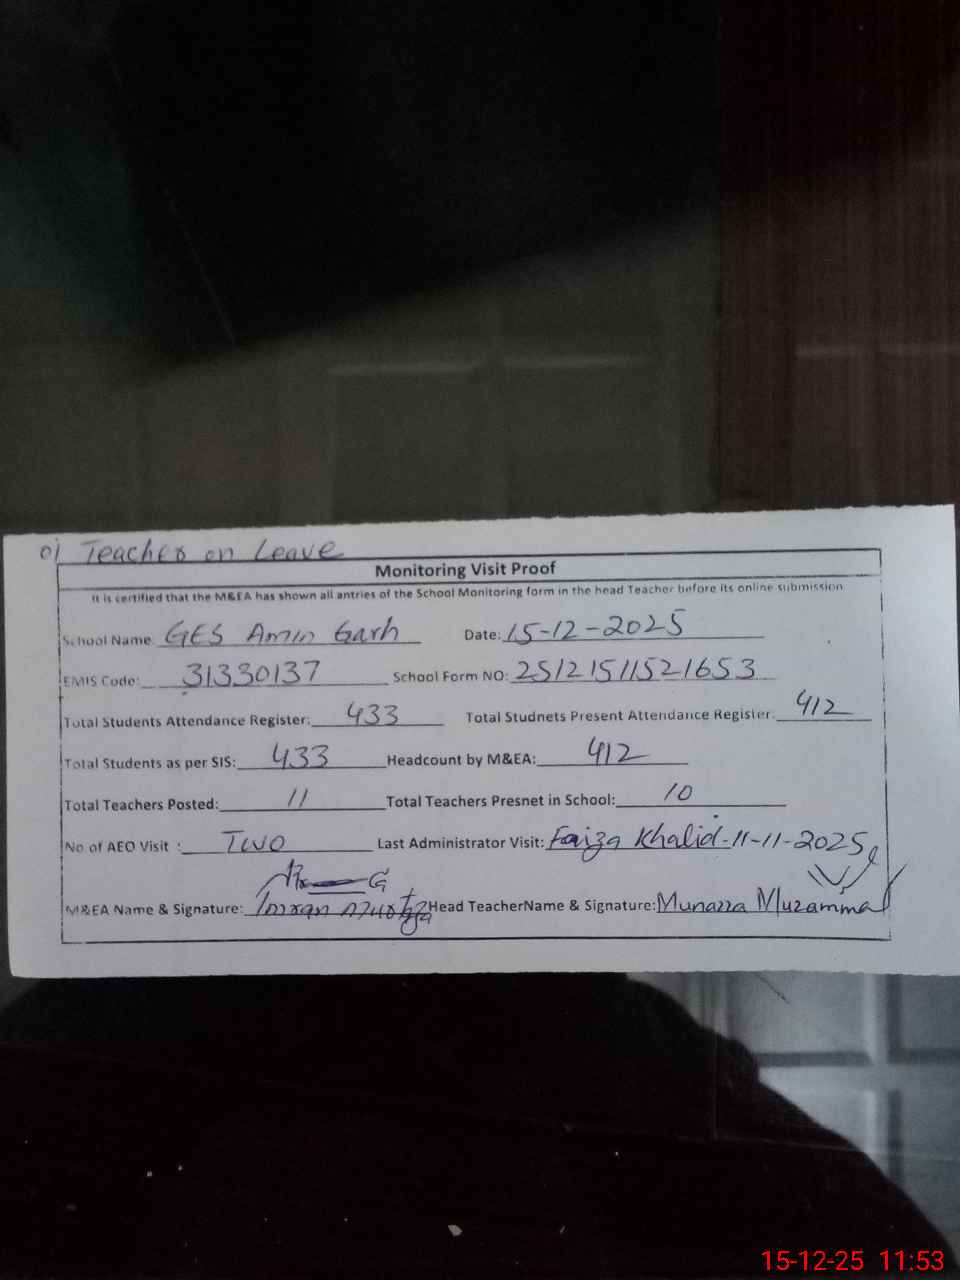 01 Teacher on Leave
Monitoring Visit Proof
It is certified that the M&EA has shown all antries of the School Monitoring form in the head Teacher before its online submission
School Name: GES Amin Garh Date: 15-12-2025
EMIS Code: 31330137 School Form NO: 2512151152 1653
Total Students Attendance Register: 433 Total Studnets Present Attendance Register: 412
Total Students as per SIS: 433 Headcount by M&EA: 412
Total Teachers Posted: 11 Total Teachers Presnet in School: 10
No of AEO Visit : Two Last Administrator Visit: Faiza Khalid-11-11-2025
M&EA Name & Signature: Imran Head TeacherName & Signature: Munazza Muzammal
15-12-25 11:53